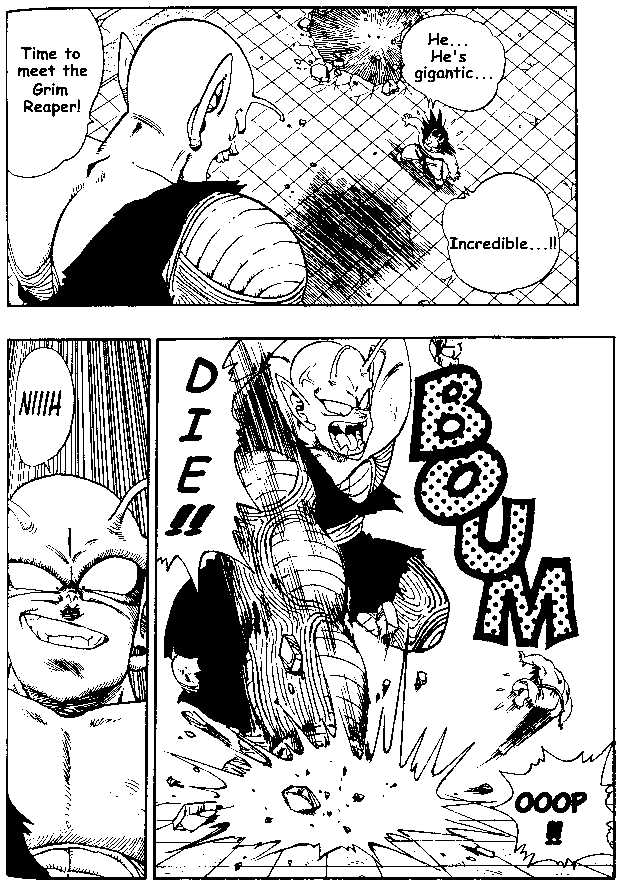 Time to
meet the
Grim
Reaper!
He...
He's
gigantic...
Incredible...!!
NIIIH
DIE!!
BOUM
OOOP
!!